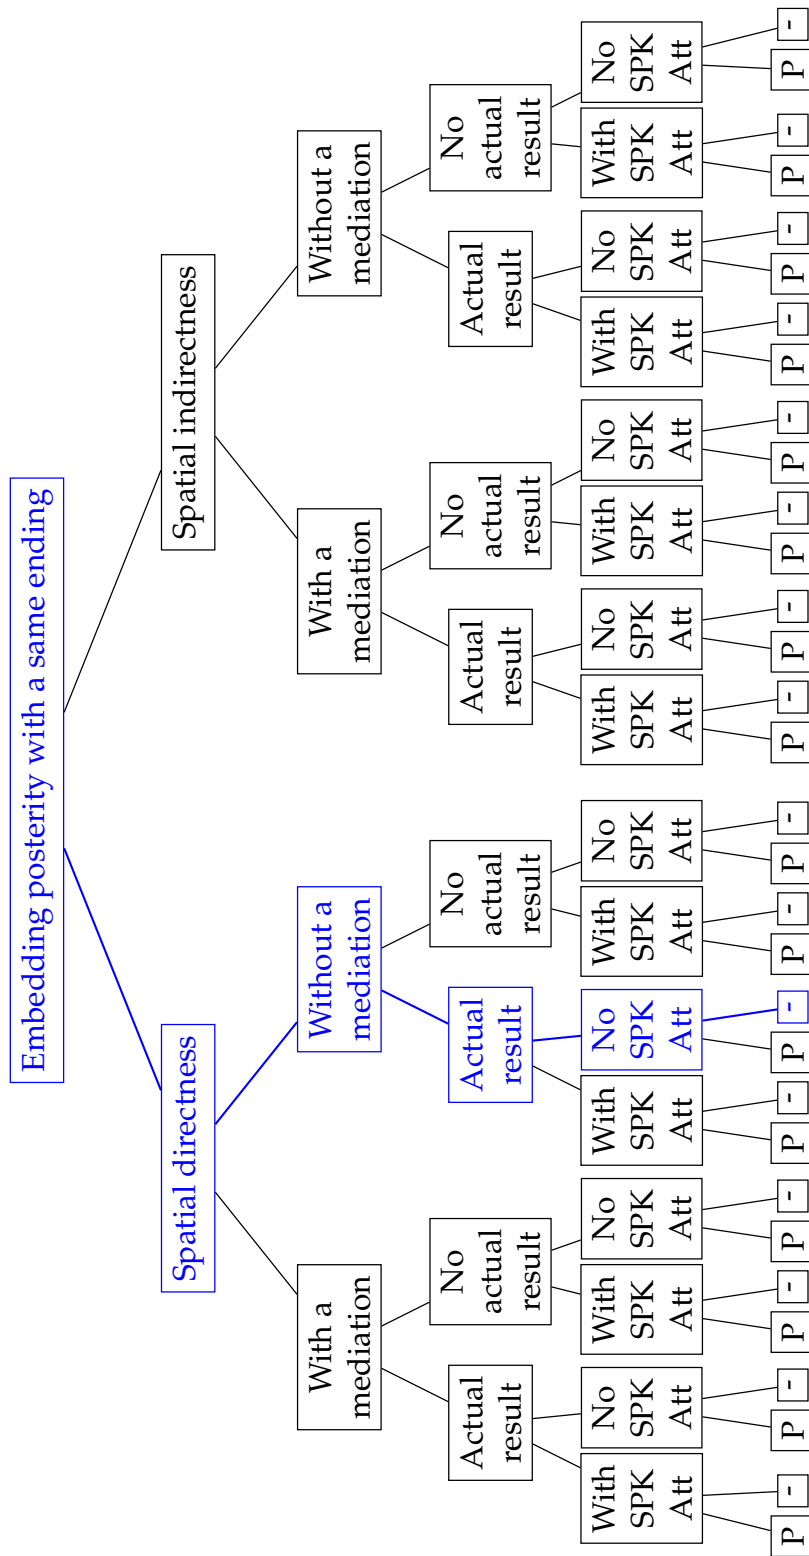 Embedding posterity with a same ending
Spatial directness
Spatial indirectness
With a
mediation
Without a
mediation
With a
mediation
Without a
mediation
Actual
result
No
actual
result
Actual
result
No
actual
result
Actual
result
No
actual
result
Actual
result
No
actual
result
With
SPK
Att
No
SPK
Att
With
SPK
Att
No
SPK
Att
With
SPK
Att
No
SPK
Att
With
SPK
Att
No
SPK
Att
With
SPK
Att
No
SPK
Att
With
SPK
Att
No
SPK
Att
With
SPK
Att
No
SPK
Att
With
SPK
Att
No
SPK
Att
P - P - P - P - P - P - P - P - P - P - P - P - P - P - P - P -